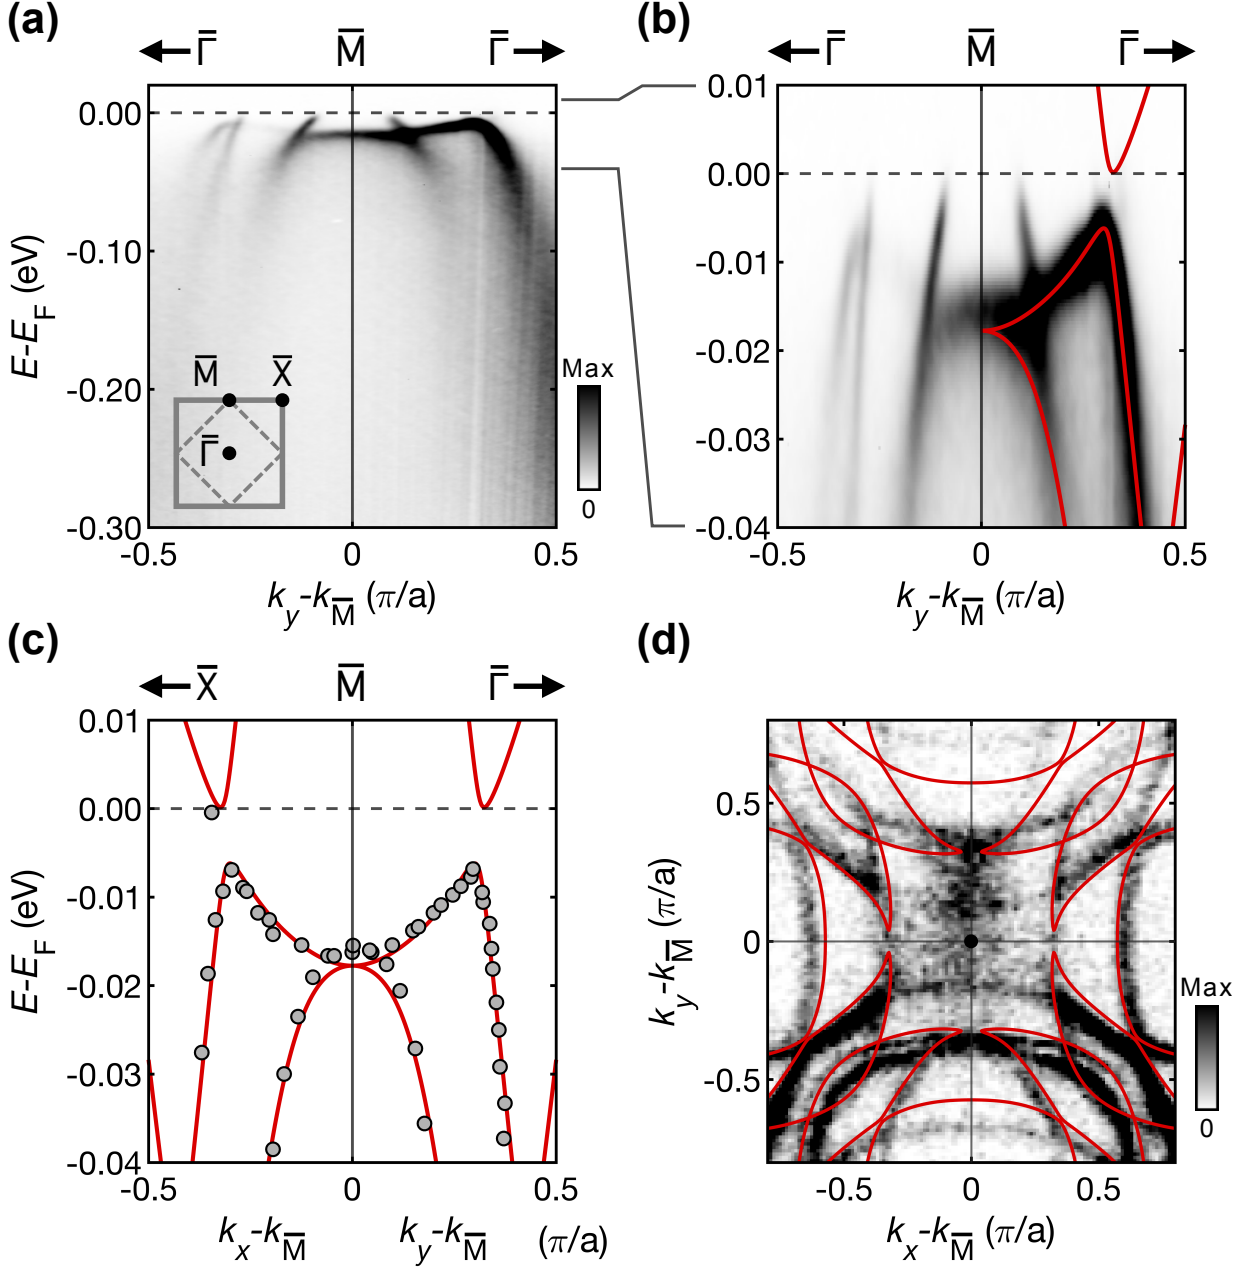 (a)
Γ̅ M̅ Γ̅
0.00
-0.10
-0.20
-0.30
E-E_F (eV)
M̅ X̅
Γ̅
Max
0
-0.5 0 0.5
k_y-k_M̅ (π/a)
(b)
Γ̅ M̅ Γ̅
0.01
0.00
-0.01
-0.02
-0.03
-0.04
-0.5 0 0.5
k_y-k_M̅ (π/a)
(c)
X̅ M̅ Γ̅
0.01
0.00
-0.01
-0.02
-0.03
-0.04
E-E_F (eV)
-0.5 0 0.5
k_x-k_M̅ k_y-k_M̅ (π/a)
(d)
0.5
0
-0.5
k_y-k_M̅ (π/a)
Max
0
-0.5 0 0.5
k_x-k_M̅ (π/a)